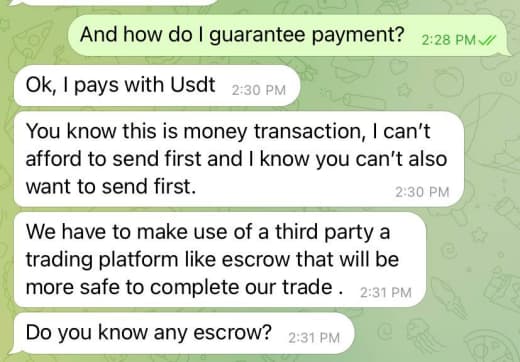 And how do I guarantee payment? 2:28 PM
Ok, I pays with Usdt 2:30 PM
You know this is money transaction, I can't
afford to send first and I know you can't also
want to send first. 2:30 PM
We have to make use of a third party a
trading platform like escrow that will be
more safe to complete our trade . 2:31 PM
Do you know any escrow? 2:31 PM